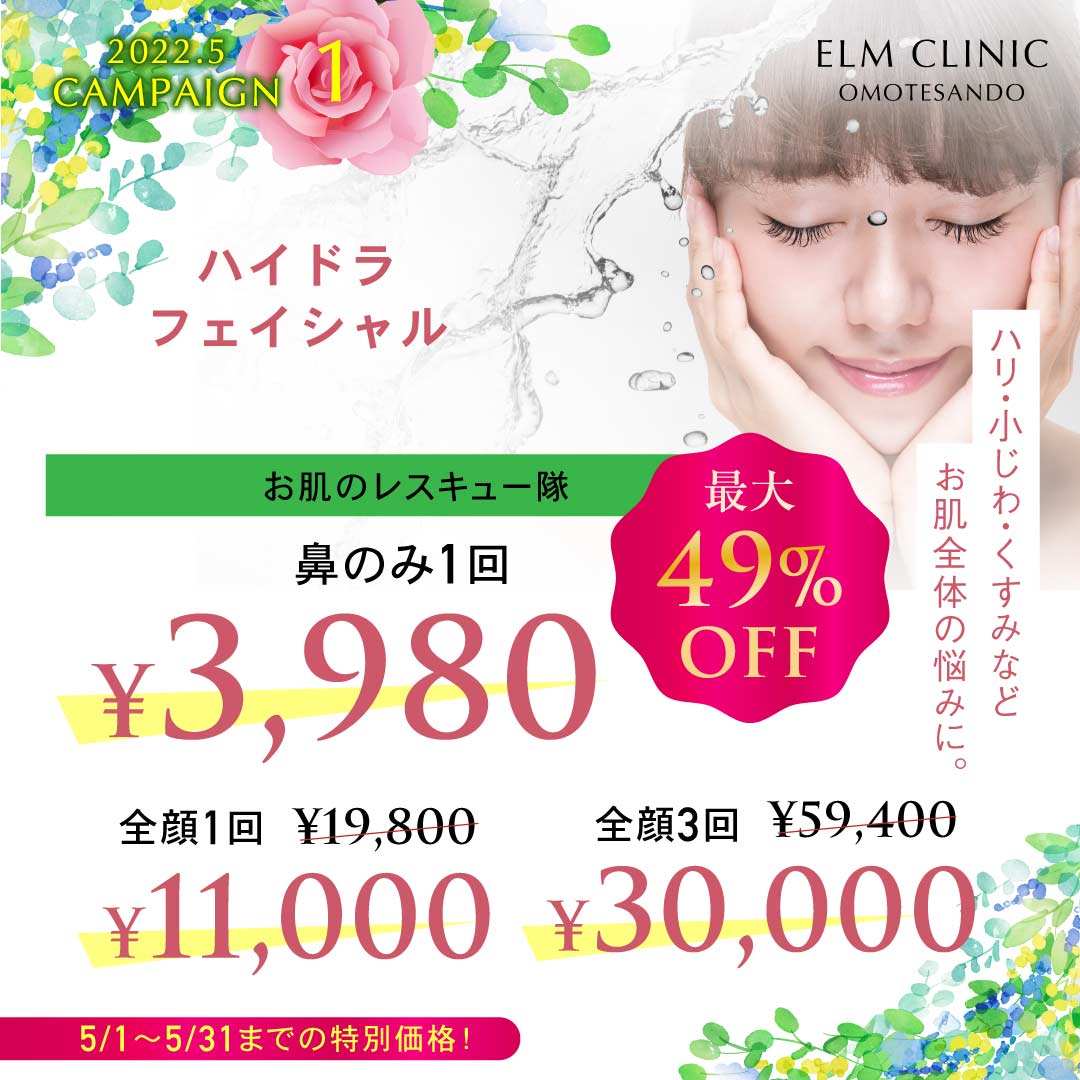 2022.5
CAMPAIGN 1
ELM CLINIC
OMOTESANDO
ハイドラ
フェイシャル
ハリ・小じわ・くすみなど
お肌全体の悩みに。
お肌のレスキュー隊
最大
49%
OFF
鼻のみ1回
¥3,980
全顔1回 ¥19,800
¥11,000
全顔3回 ¥59,400
¥30,000
5/1～5/31までの特別価格！